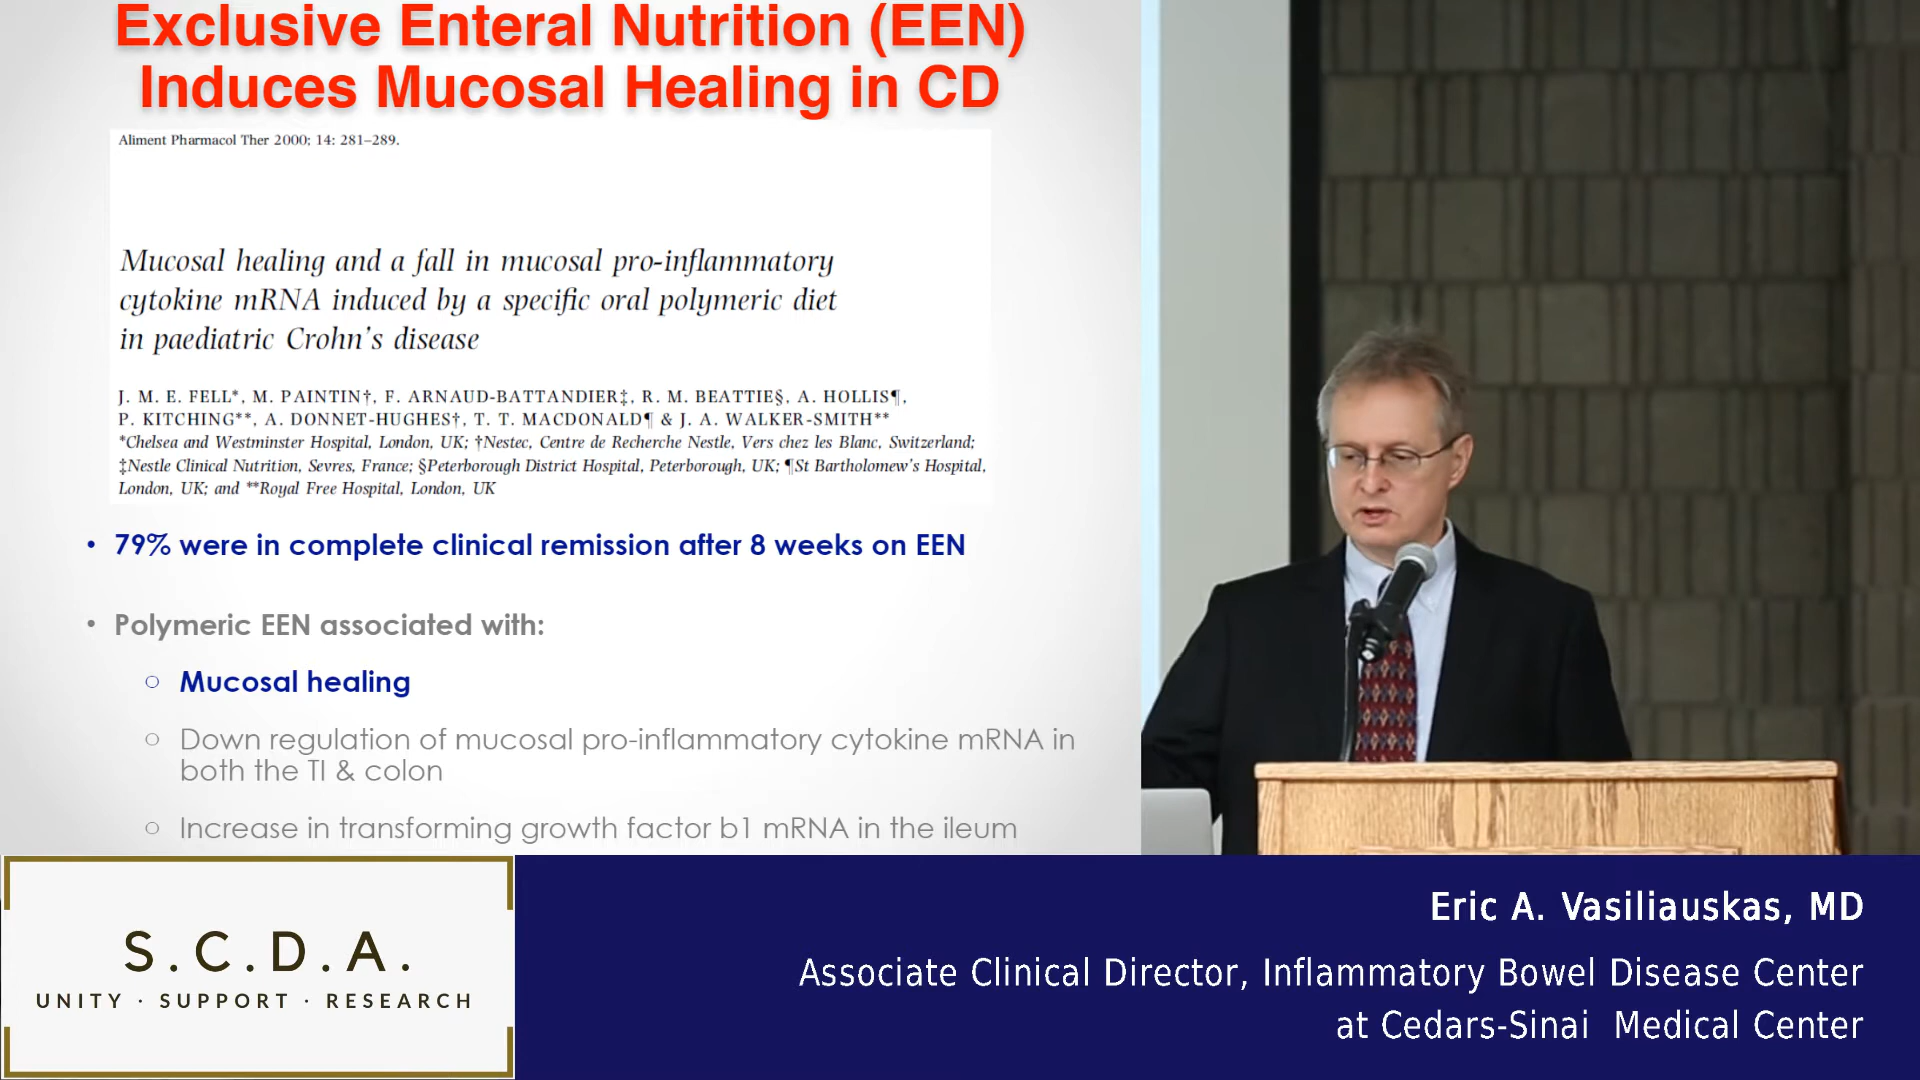 Exclusive Enteral Nutrition (EEN)
Induces Mucosal Healing in CD
Aliment Pharmacol Ther 2000; 14: 281–289.
Mucosal healing and a fall in mucosal pro-inflammatory
cytokine mRNA induced by a specific oral polymeric diet
in paediatric Crohn's disease
J. M. E. FELL*, M. PAINTIN†, F. ARNAUD-BATTANDIER‡, R. M. BEATTIE§, A. HOLLIS¶,
P. KITCHING**, A. DONNET-HUGHES†, T. T. MACDONALD¶ & J. A. WALKER-SMITH**
*Chelsea and Westminster Hospital, London, UK; †Nestec, Centre de Recherche Nestle, Vers chez les Blanc, Switzerland;
‡Nestle Clinical Nutrition, Sevres, France; §Peterborough District Hospital, Peterborough, UK; ¶St Bartholomew's Hospital,
London, UK; and **Royal Free Hospital, London, UK
• 79% were in complete clinical remission after 8 weeks on EEN
• Polymeric EEN associated with:
○ Mucosal healing
○ Down regulation of mucosal pro-inflammatory cytokine mRNA in
both the TI & colon
○ Increase in transforming growth factor b1 mRNA in the ileum
S.C.D.A.
UNITY · SUPPORT · RESEARCH
Eric A. Vasiliauskas, MD
Associate Clinical Director, Inflammatory Bowel Disease Center
at Cedars-Sinai Medical Center